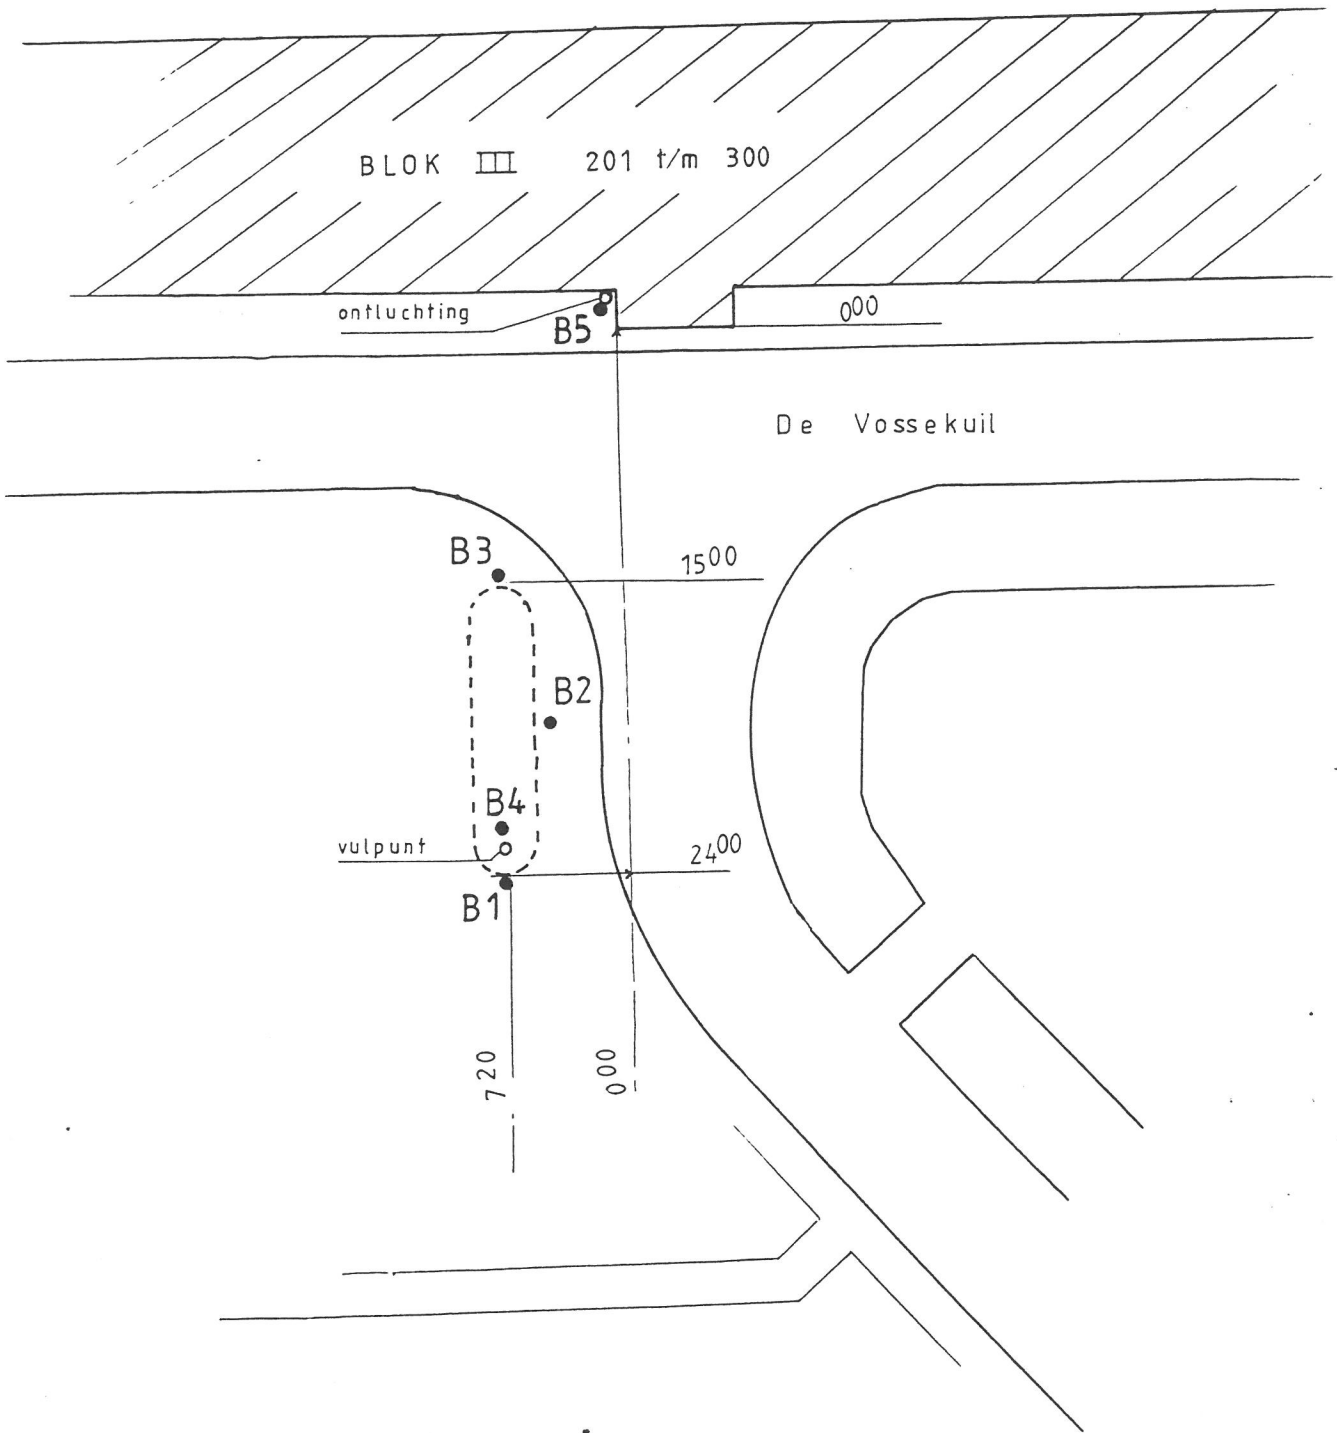 BLOK III 201 t/m 300
ontluchting
B5
0⁰⁰
De Vossekuil
B3
15⁰⁰
B2
B4
vulpunt
24⁰⁰
B1
7²⁰
0⁰⁰